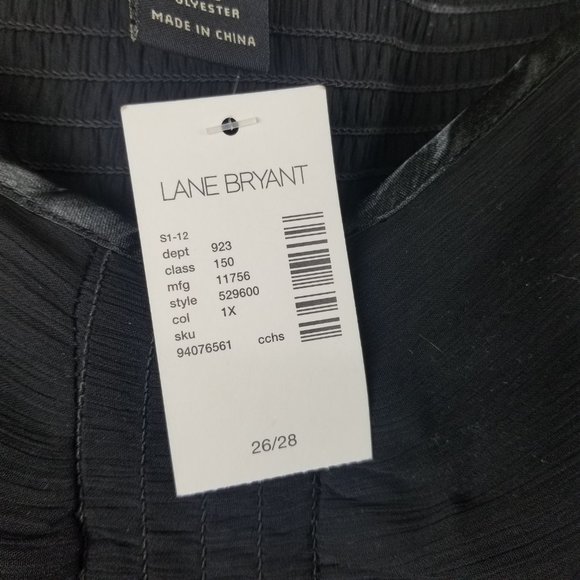 POLYESTER
MADE IN CHINA
LANE BRYANT
S1-12
dept 923
class 150
mfg 11756
style 529600
col 1X
sku
94076561 cchs
26/28